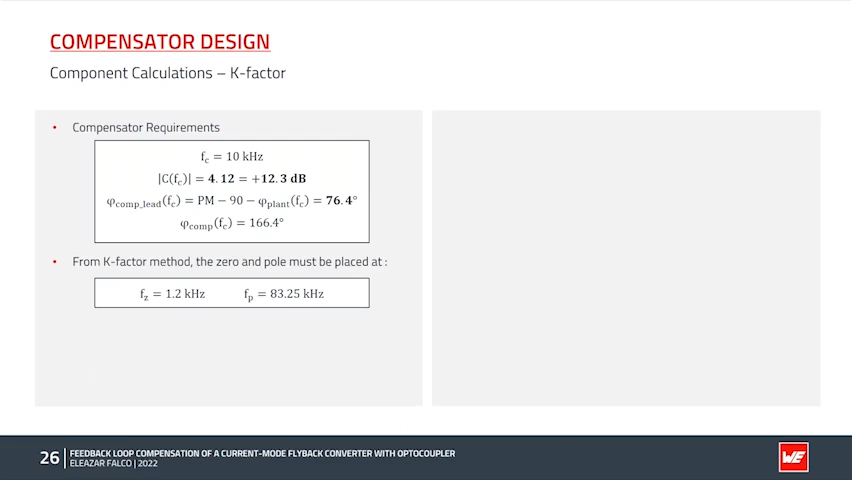 COMPENSATOR DESIGN
Component Calculations – K-factor
• Compensator Requirements
f_c = 10 kHz
|C(f_c)| = 4.12 = +12.3 dB
φ_comp_lead(f_c) = PM − 90 − φ_plant(f_c) = 76.4°
φ_comp(f_c) = 166.4°
• From K-factor method, the zero and pole must be placed at :
f_z = 1.2 kHz f_p = 83.25 kHz
26
FEEDBACK LOOP COMPENSATION OF A CURRENT-MODE FLYBACK CONVERTER WITH OPTOCOUPLER
ELEAZAR FALCO | 2022
WE